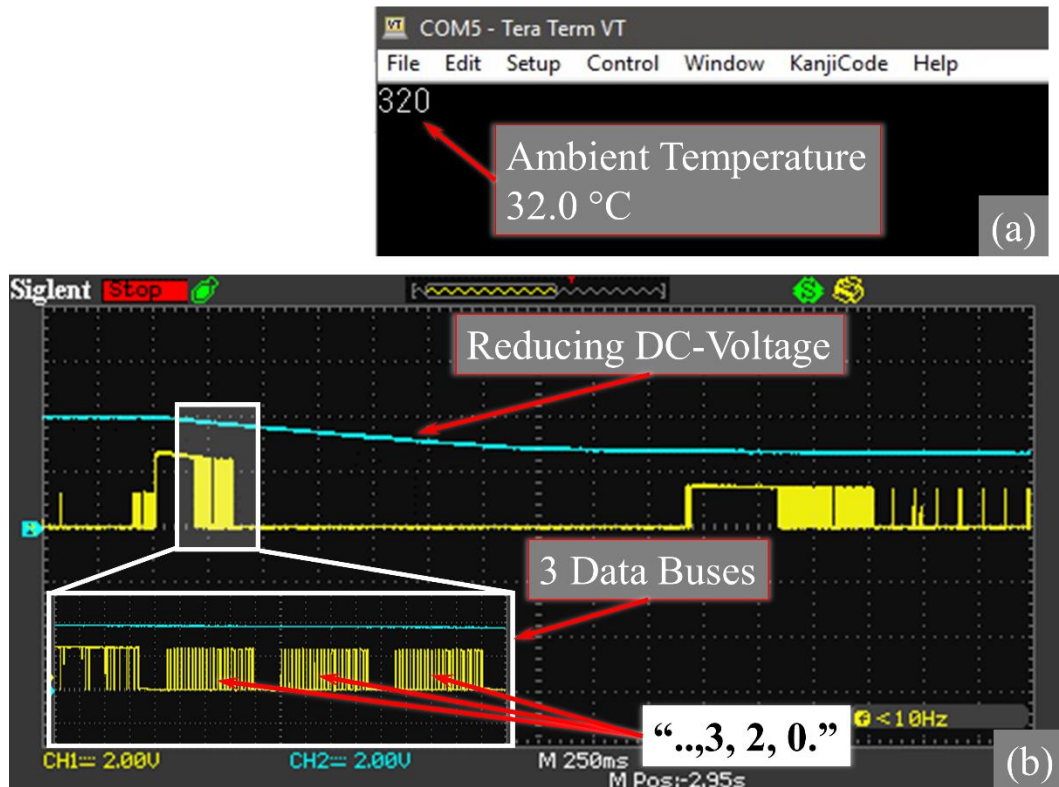 COM5 - Tera Term VT
File Edit Setup Control Window KanjiCode Help
320
Ambient Temperature
32.0 °C
(a)
Siglent Stop
Reducing DC-Voltage
3 Data Buses
“..,3, 2, 0.”
<10Hz
CH1 2.00V CH2 2.00V M 250ms
M Pos:-2.95s
(b)